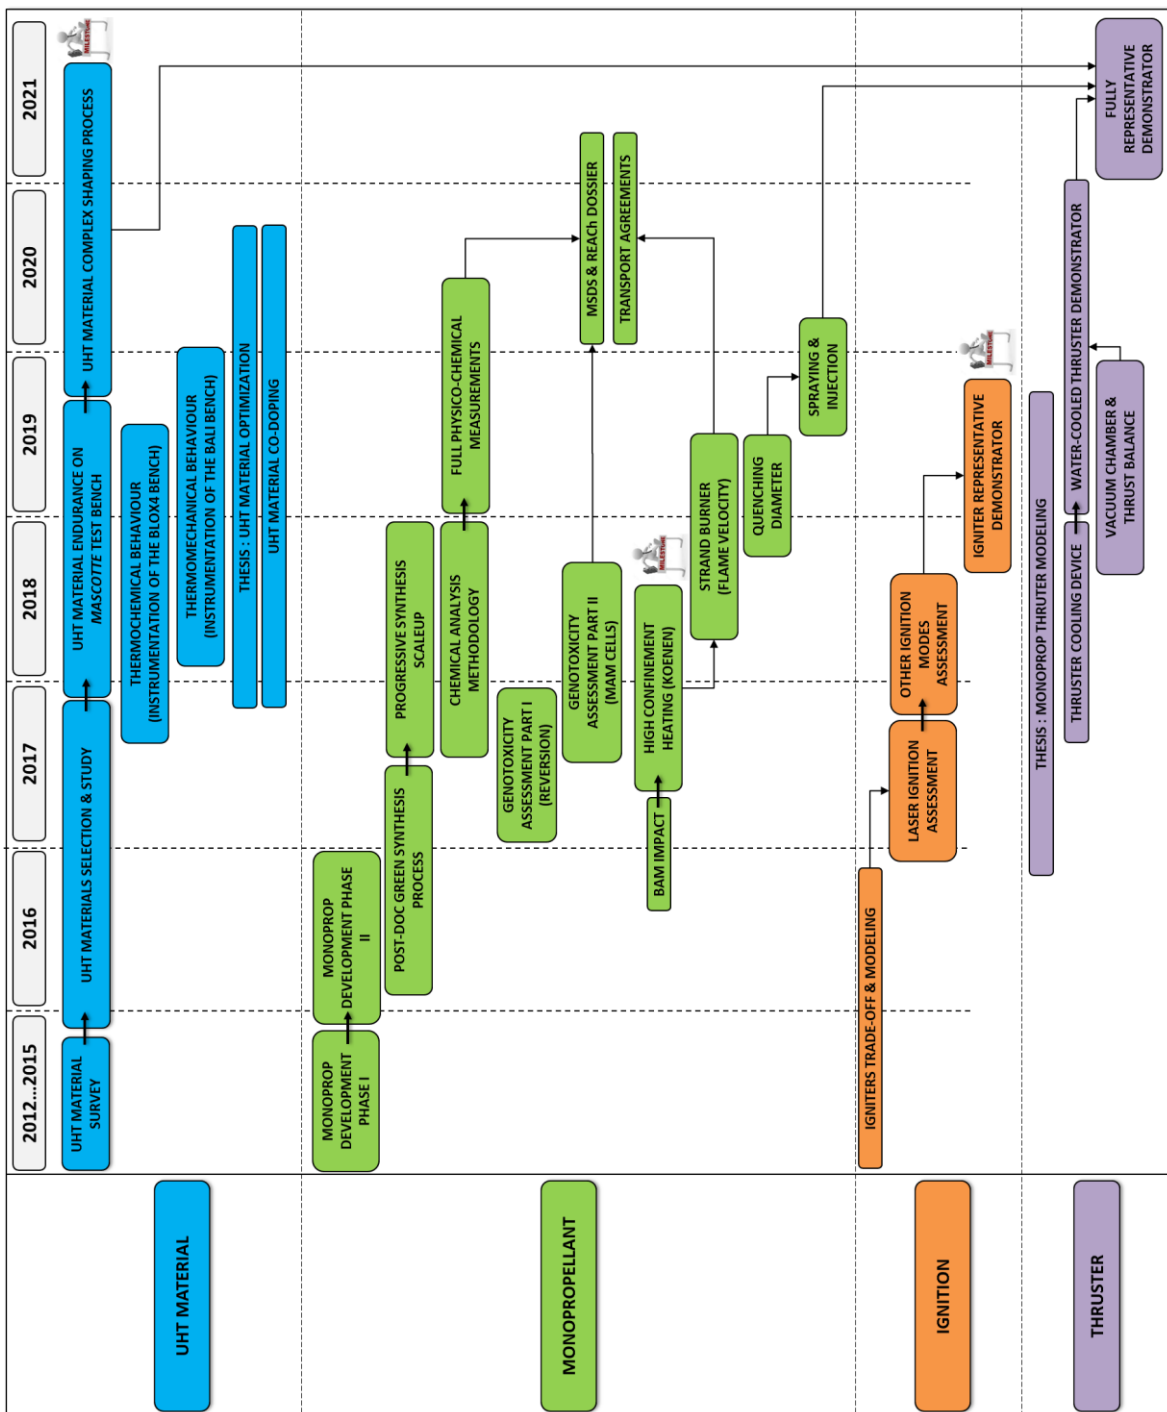 2012...2015
2016
2017
2018
2019
2020
2021
UHT MATERIAL
UHT MATERIAL
SURVEY
UHT MATERIALS SELECTION & STUDY
UHT MATERIAL ENDURANCE ON
MASCOTTE TEST BENCH
UHT MATERIAL COMPLEX SHAPING PROCESS
MILESTONE
THERMOCHEMICAL BEHAVIOUR
(INSTRUMENTATION OF THE BLOX4 BENCH)
THERMOMECHANICAL BEHAVIOUR
(INSTRUMENTATION OF THE BALI BENCH)
THESIS : UHT MATERIAL OPTIMIZATION
UHT MATERIAL CO-DOPING
MONOPROPELLANT
MONOPROP
DEVELOPMENT
PHASE I
MONOPROP
DEVELOPMENT PHASE
II
POST-DOC GREEN SYNTHESIS
PROCESS
PROGRESSIVE SYNTHESIS
SCALEUP
CHEMICAL ANALYSIS
METHODOLOGY
FULL PHYSICO-CHEMICAL
MEASUREMENTS
GENOTOXICITY
ASSESSMENT PART I
(REVERSION)
GENOTOXICITY
ASSESSMENT PART II
(MAM CELLS)
MSDS & REACh DOSSIER
TRANSPORT AGREEMENTS
BAM IMPACT
HIGH CONFINEMENT
HEATING (KOENEN)
MILESTONE
STRAND BURNER
(FLAME VELOCITY)
QUENCHING
DIAMETER
SPRAYING &
INJECTION
IGNITION
IGNITERS TRADE-OFF & MODELING
LASER IGNITION
ASSESSMENT
OTHER IGNITION
MODES
ASSESSMENT
IGNITER REPRESENTATIVE
DEMONSTRATOR
MILESTONE
THRUSTER
THESIS : MONOPROP THRUTER MODELING
THRUSTER COOLING DEVICE
WATER-COOLED THRUSTER DEMONSTRATOR
VACUUM CHAMBER &
THRUST BALANCE
FULLY
REPRESENTATIVE
DEMONSTRATOR